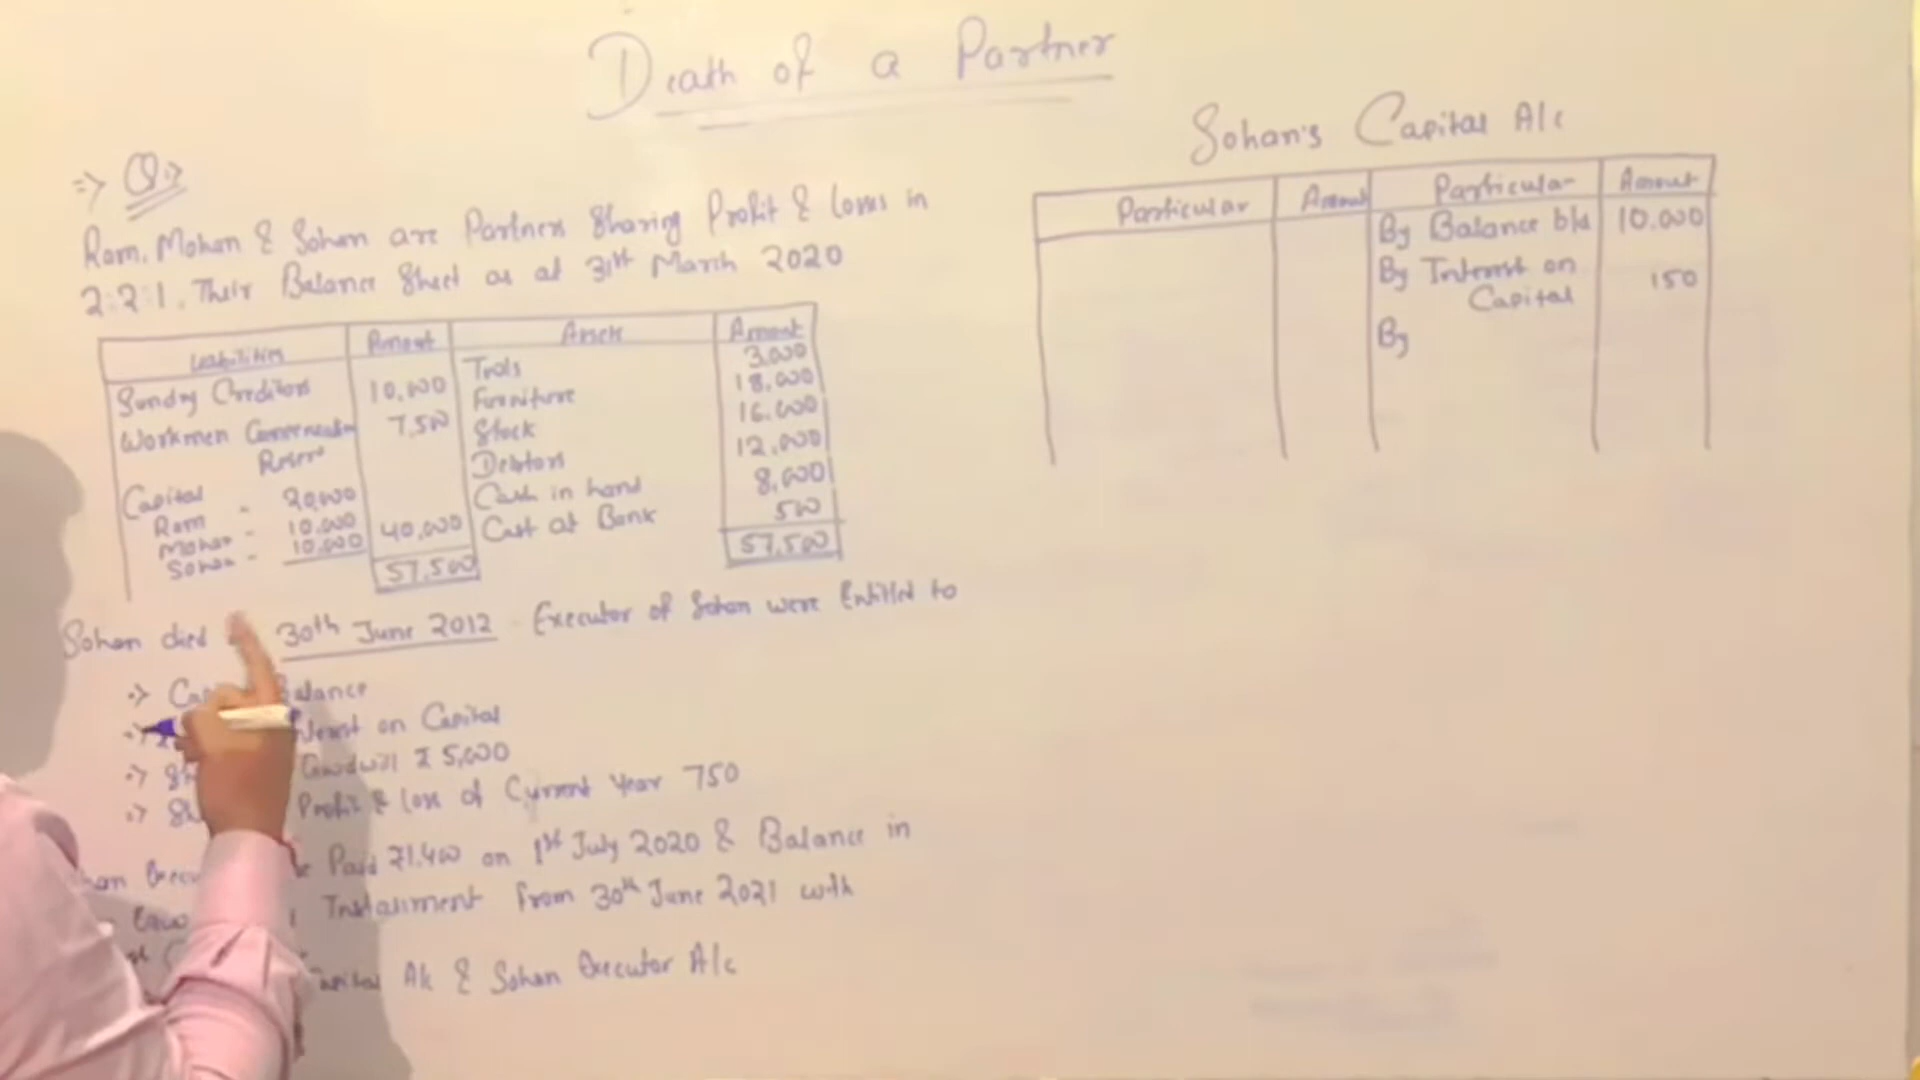 Death of a Partner
=> Q:>
Ram, Mohan & Sohan are Partners Sharing Profit & Losses in
2:2:1. Their Balance Sheet as at 31st March 2020
Liabilities Amount Assets Amount
Sundry Creditors 10,000 Tools 3,000
Workmen Compensation Reserve 7,500 Furniture 18,000
Stock 16,000
Debtors 12,000
Capital
Ram - 20,000 Cash in hand 8,000
Mohan - 10,000 Cast at Bank 500
Sohan - 10,000 40,000
57,500 57,500
Sohan died 30th June 2012 Executor of Sohan were Entitled to
Balance
on Capital
Goodwill ₹ 5,000
Profit & Loss of Current Year 750
Paid ₹1,400 on 1st July 2020 & Balance in
Installment from 30th June 2021 with
A/c & Sohan Executor A/c
Sohan's Capital A/c
Particular Amount Particular Amount
By Balance b/d 10,000
By Interest on Capital 150
By